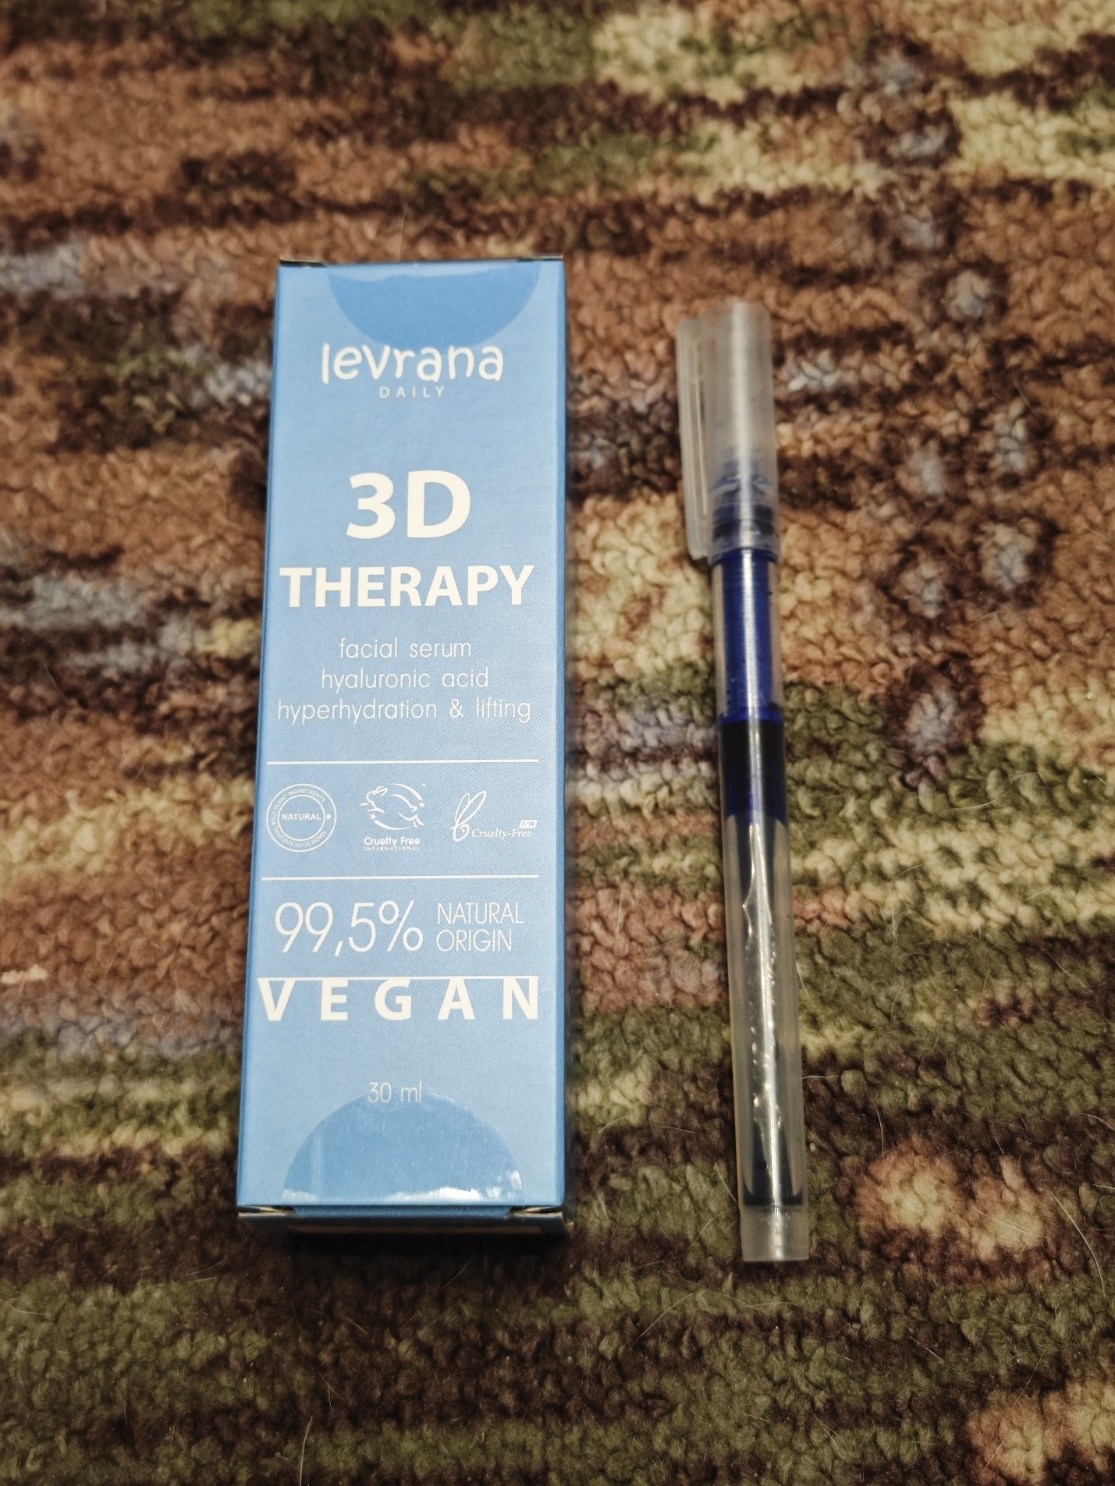 levrana
DAILY
3D
THERAPY
facial serum
hyaluronic acid
hyperhydration & lifting
NATURAL
Cruelty Free
INTERNATIONAL
Cruelty-Free
99,5% NATURAL
ORIGIN
VEGAN
30 ml